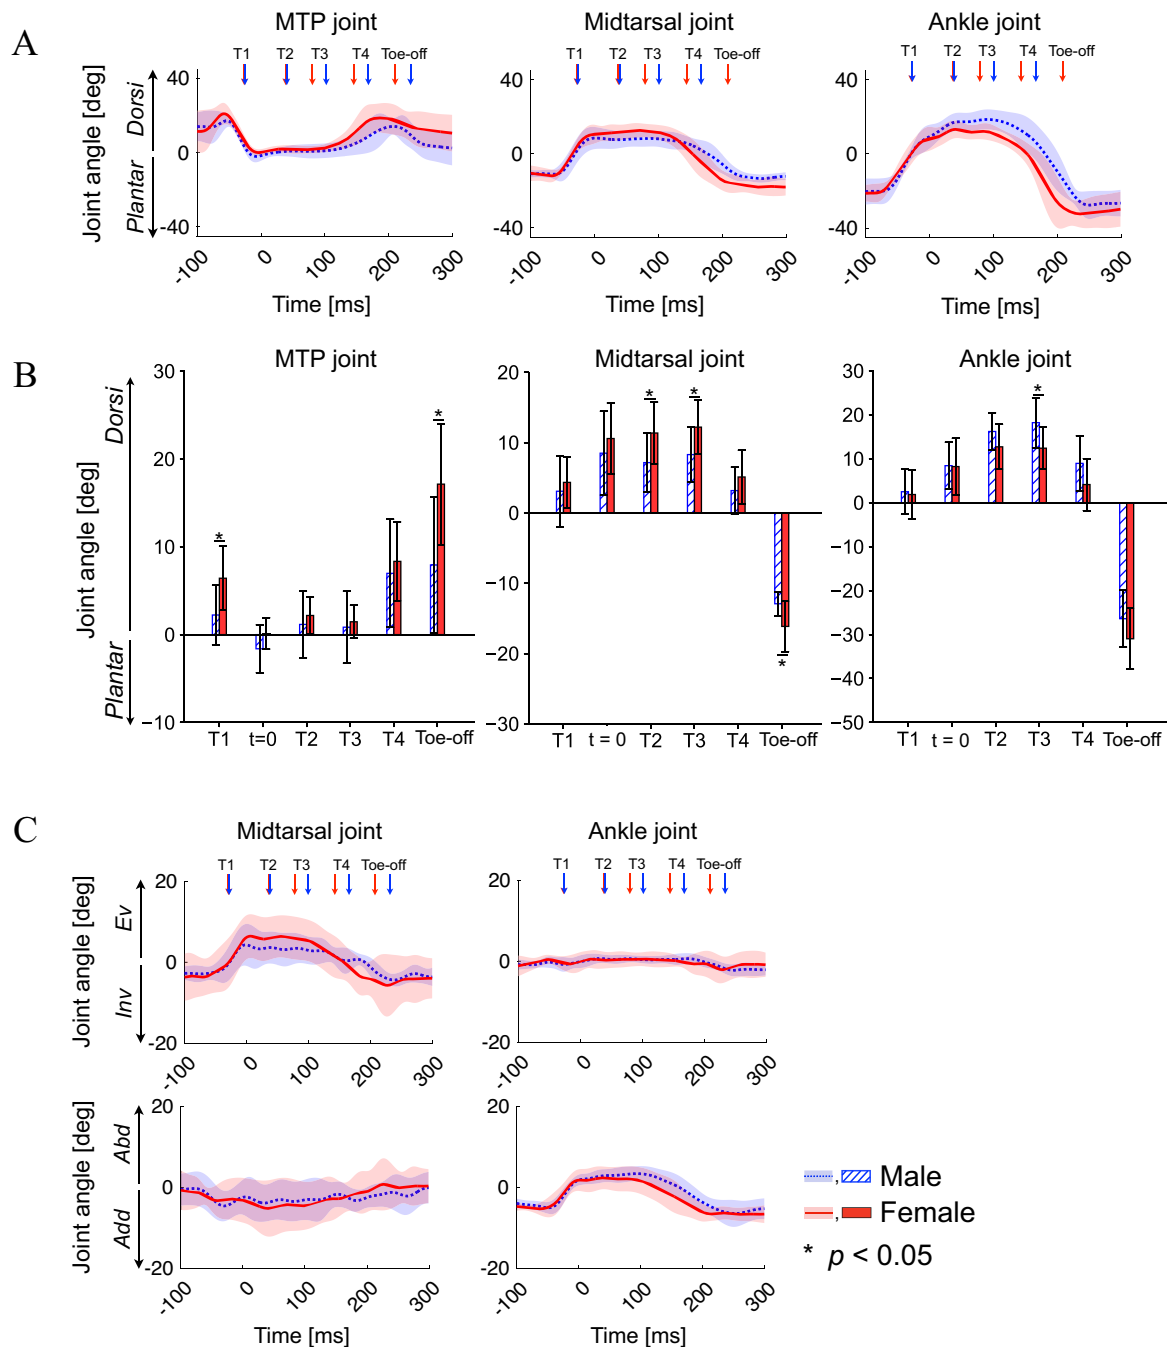 A
MTP joint
Midtarsal joint
Ankle joint
T1 T2 T3 T4 Toe-off
T1 T2 T3 T4 Toe-off
T1 T2 T3 T4 Toe-off
Joint angle [deg]
Plantar Dorsi
40
0
-40
40
0
-40
40
0
-40
-100 0 100 200 300
-100 0 100 200 300
-100 0 100 200 300
Time [ms]
Time [ms]
Time [ms]
B
MTP joint
Midtarsal joint
Ankle joint
Joint angle [deg]
Plantar Dorsi
30
20
10
0
−10
* *
T1 t=0 T2 T3 T4 Toe-off
20
10
0
−10
−20
−30
* * *
T1 t = 0 T2 T3 T4 Toe-off
30
20
10
0
−10
−20
−30
−40
−50
*
T1 t = 0 T2 T3 T4 Toe-off
C
Midtarsal joint
Ankle joint
T1 T2 T3 T4 Toe-off
T1 T2 T3 T4 Toe-off
Joint angle [deg]
Inv Ev
20
0
-20
20
0
-20
-100 0 100 200 300
-100 0 100 200 300
Joint angle [deg]
Add Abd
20
0
-20
20
0
-20
-100 0 100 200 300
-100 0 100 200 300
Time [ms]
Time [ms]
, Male
, Female
* p < 0.05